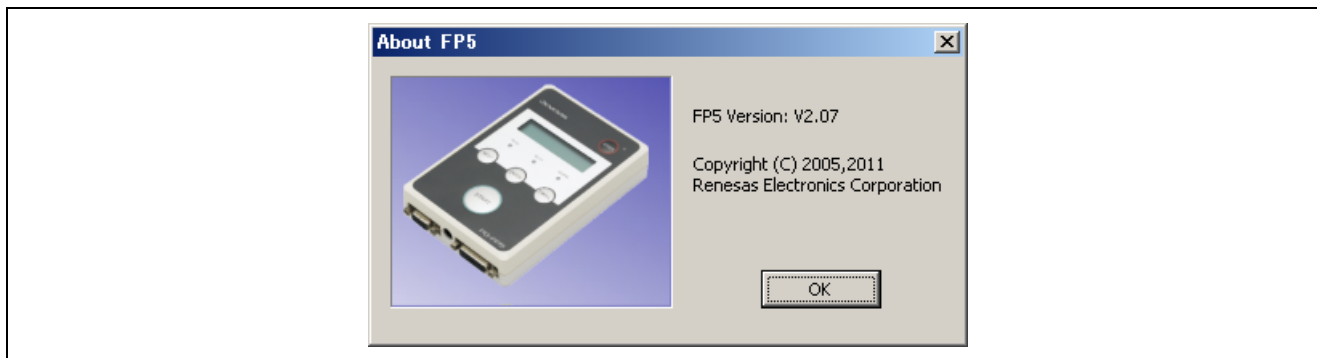 About FP5
FP5 Version: V2.07
Copyright (C) 2005,2011
Renesas Electronics Corporation
OK